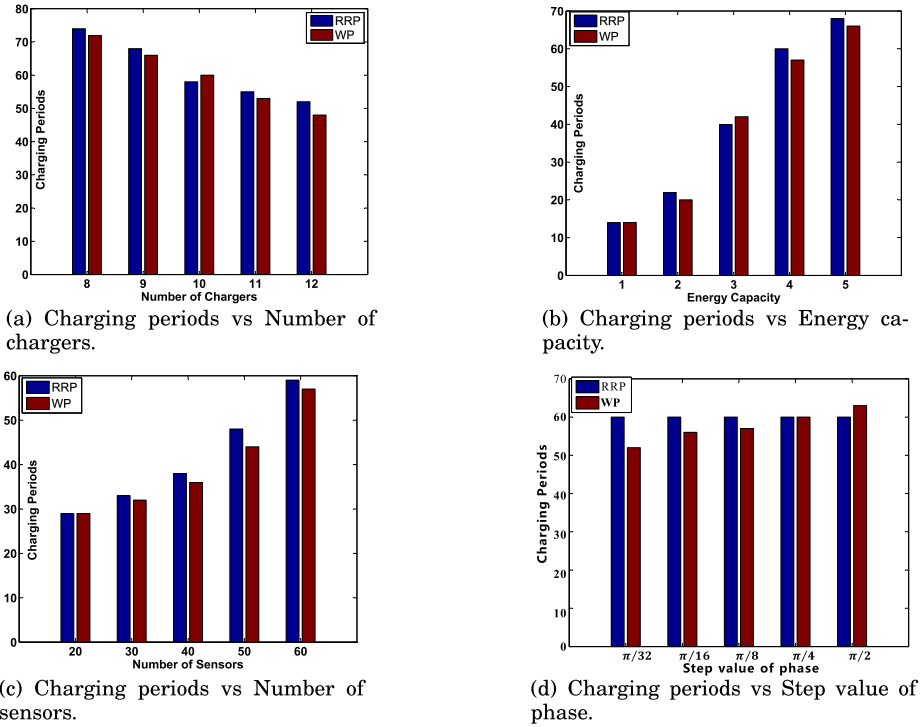 80
70
60
50
40
30
20
10
0
Charging Periods
RRP
WP
8 9 10 11 12
Number of Chargers
(a) Charging periods vs Number of
chargers.
70
60
50
40
30
20
10
0
Charging Periods
RRP
WP
1 2 3 4 5
Energy Capacity
(b) Charging periods vs Energy ca-
pacity.
60
50
40
30
20
10
0
Charging Periods
RRP
WP
20 30 40 50 60
Number of Sensors
(c) Charging periods vs Number of
sensors.
70
60
50
40
30
20
10
0
Charging Periods
RRP
WP
π/32 π/16 π/8 π/4 π/2
Step value of phase
(d) Charging periods vs Step value of
phase.